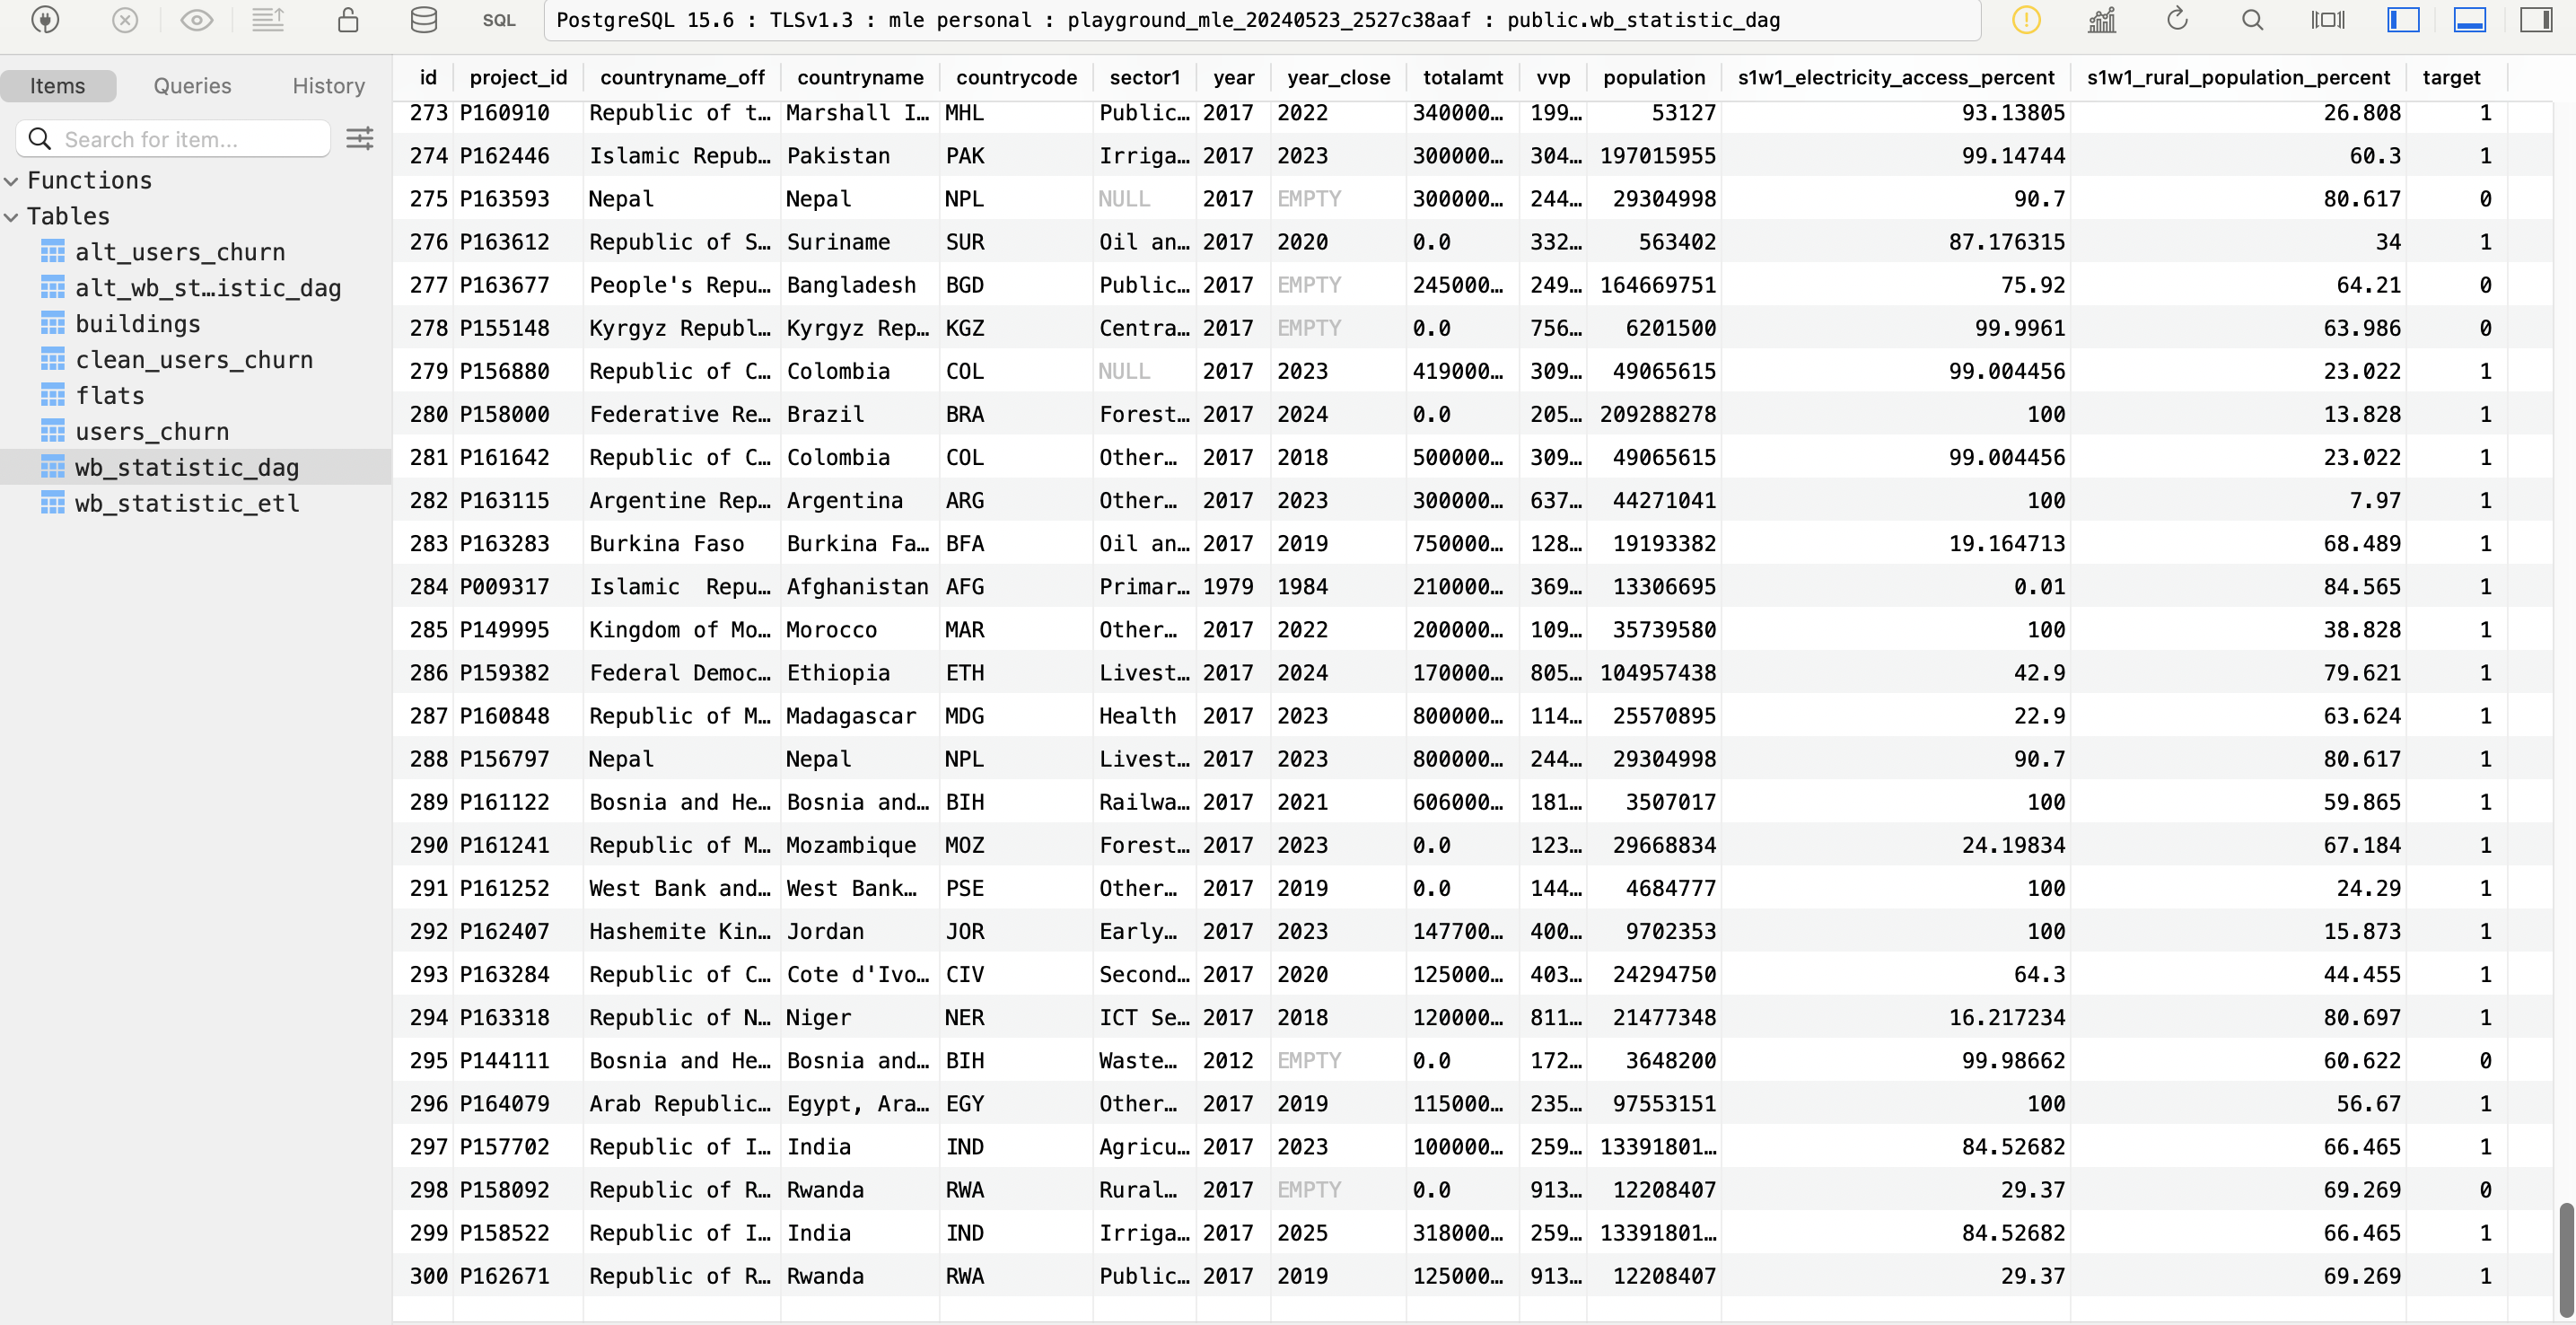 SQL PostgreSQL 15.6 : TLSv1.3 : mle personal : playground_mle_20240523_2527c38aaf : public.wb_statistic_dag
Items Queries History
Search for item...
Functions
Tables
alt_users_churn
alt_wb_st…istic_dag
buildings
clean_users_churn
flats
users_churn
wb_statistic_dag
wb_statistic_etl
id project_id countryname_off countryname countrycode sector1 year year_close totalamt vvp population s1w1_electricity_access_percent s1w1_rural_population_percent target
273 P160910 Republic of t… Marshall I… MHL Public… 2017 2022 340000… 199… 53127 93.13805 26.808 1
274 P162446 Islamic Repub… Pakistan PAK Irriga… 2017 2023 300000… 304… 197015955 99.14744 60.3 1
275 P163593 Nepal Nepal NPL NULL 2017 EMPTY 300000… 244… 29304998 90.7 80.617 0
276 P163612 Republic of S… Suriname SUR Oil an… 2017 2020 0.0 332… 563402 87.176315 34 1
277 P163677 People's Repu… Bangladesh BGD Public… 2017 EMPTY 245000… 249… 164669751 75.92 64.21 0
278 P155148 Kyrgyz Republ… Kyrgyz Rep… KGZ Centra… 2017 EMPTY 0.0 756… 6201500 99.9961 63.986 0
279 P156880 Republic of C… Colombia COL NULL 2017 2023 419000… 309… 49065615 99.004456 23.022 1
280 P158000 Federative Re… Brazil BRA Forest… 2017 2024 0.0 205… 209288278 100 13.828 1
281 P161642 Republic of C… Colombia COL Other… 2017 2018 500000… 309… 49065615 99.004456 23.022 1
282 P163115 Argentine Rep… Argentina ARG Other… 2017 2023 300000… 637… 44271041 100 7.97 1
283 P163283 Burkina Faso Burkina Fa… BFA Oil an… 2017 2019 750000… 128… 19193382 19.164713 68.489 1
284 P009317 Islamic  Repu… Afghanistan AFG Primar… 1979 1984 210000… 369… 13306695 0.01 84.565 1
285 P149995 Kingdom of Mo… Morocco MAR Other… 2017 2022 200000… 109… 35739580 100 38.828 1
286 P159382 Federal Democ… Ethiopia ETH Livest… 2017 2024 170000… 805… 104957438 42.9 79.621 1
287 P160848 Republic of M… Madagascar MDG Health 2017 2023 800000… 114… 25570895 22.9 63.624 1
288 P156797 Nepal Nepal NPL Livest… 2017 2023 800000… 244… 29304998 90.7 80.617 1
289 P161122 Bosnia and He… Bosnia and… BIH Railwa… 2017 2021 606000… 181… 3507017 100 59.865 1
290 P161241 Republic of M… Mozambique MOZ Forest… 2017 2023 0.0 123… 29668834 24.19834 67.184 1
291 P161252 West Bank and… West Bank… PSE Other… 2017 2019 0.0 144… 4684777 100 24.29 1
292 P162407 Hashemite Kin… Jordan JOR Early… 2017 2023 147700… 400… 9702353 100 15.873 1
293 P163284 Republic of C… Cote d'Ivo… CIV Second… 2017 2020 125000… 403… 24294750 64.3 44.455 1
294 P163318 Republic of N… Niger NER ICT Se… 2017 2018 120000… 811… 21477348 16.217234 80.697 1
295 P144111 Bosnia and He… Bosnia and… BIH Waste… 2012 EMPTY 0.0 172… 3648200 99.98662 60.622 0
296 P164079 Arab Republic… Egypt, Ara… EGY Other… 2017 2019 115000… 235… 97553151 100 56.67 1
297 P157702 Republic of I… India IND Agricu… 2017 2023 100000… 259… 13391801… 84.52682 66.465 1
298 P158092 Republic of R… Rwanda RWA Rural… 2017 EMPTY 0.0 913… 12208407 29.37 69.269 0
299 P158522 Republic of I… India IND Irriga… 2017 2025 318000… 259… 13391801… 84.52682 66.465 1
300 P162671 Republic of R… Rwanda RWA Public… 2017 2019 125000… 913… 12208407 29.37 69.269 1